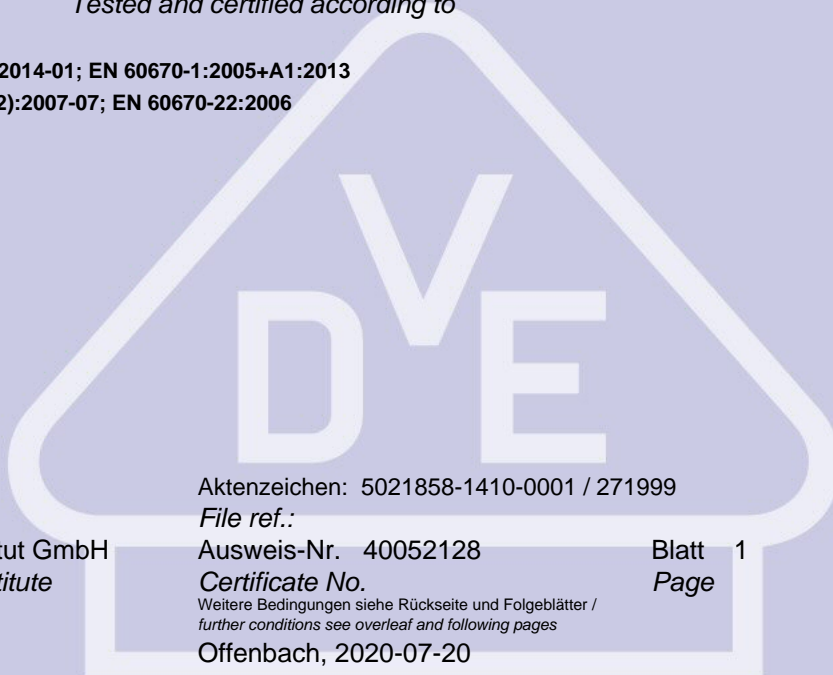 Tested and certified according to
2014-01; EN 60670-1:2005+A1:2013
2):2007-07; EN 60670-22:2006
VDE
Aktenzeichen: 5021858-1410-0001 / 271999
File ref.:
tut GmbH Ausweis-Nr. 40052128 Blatt 1
titute Certificate No. Page
Weitere Bedingungen siehe Rückseite und Folgeblätter /
further conditions see overleaf and following pages
Offenbach, 2020-07-20